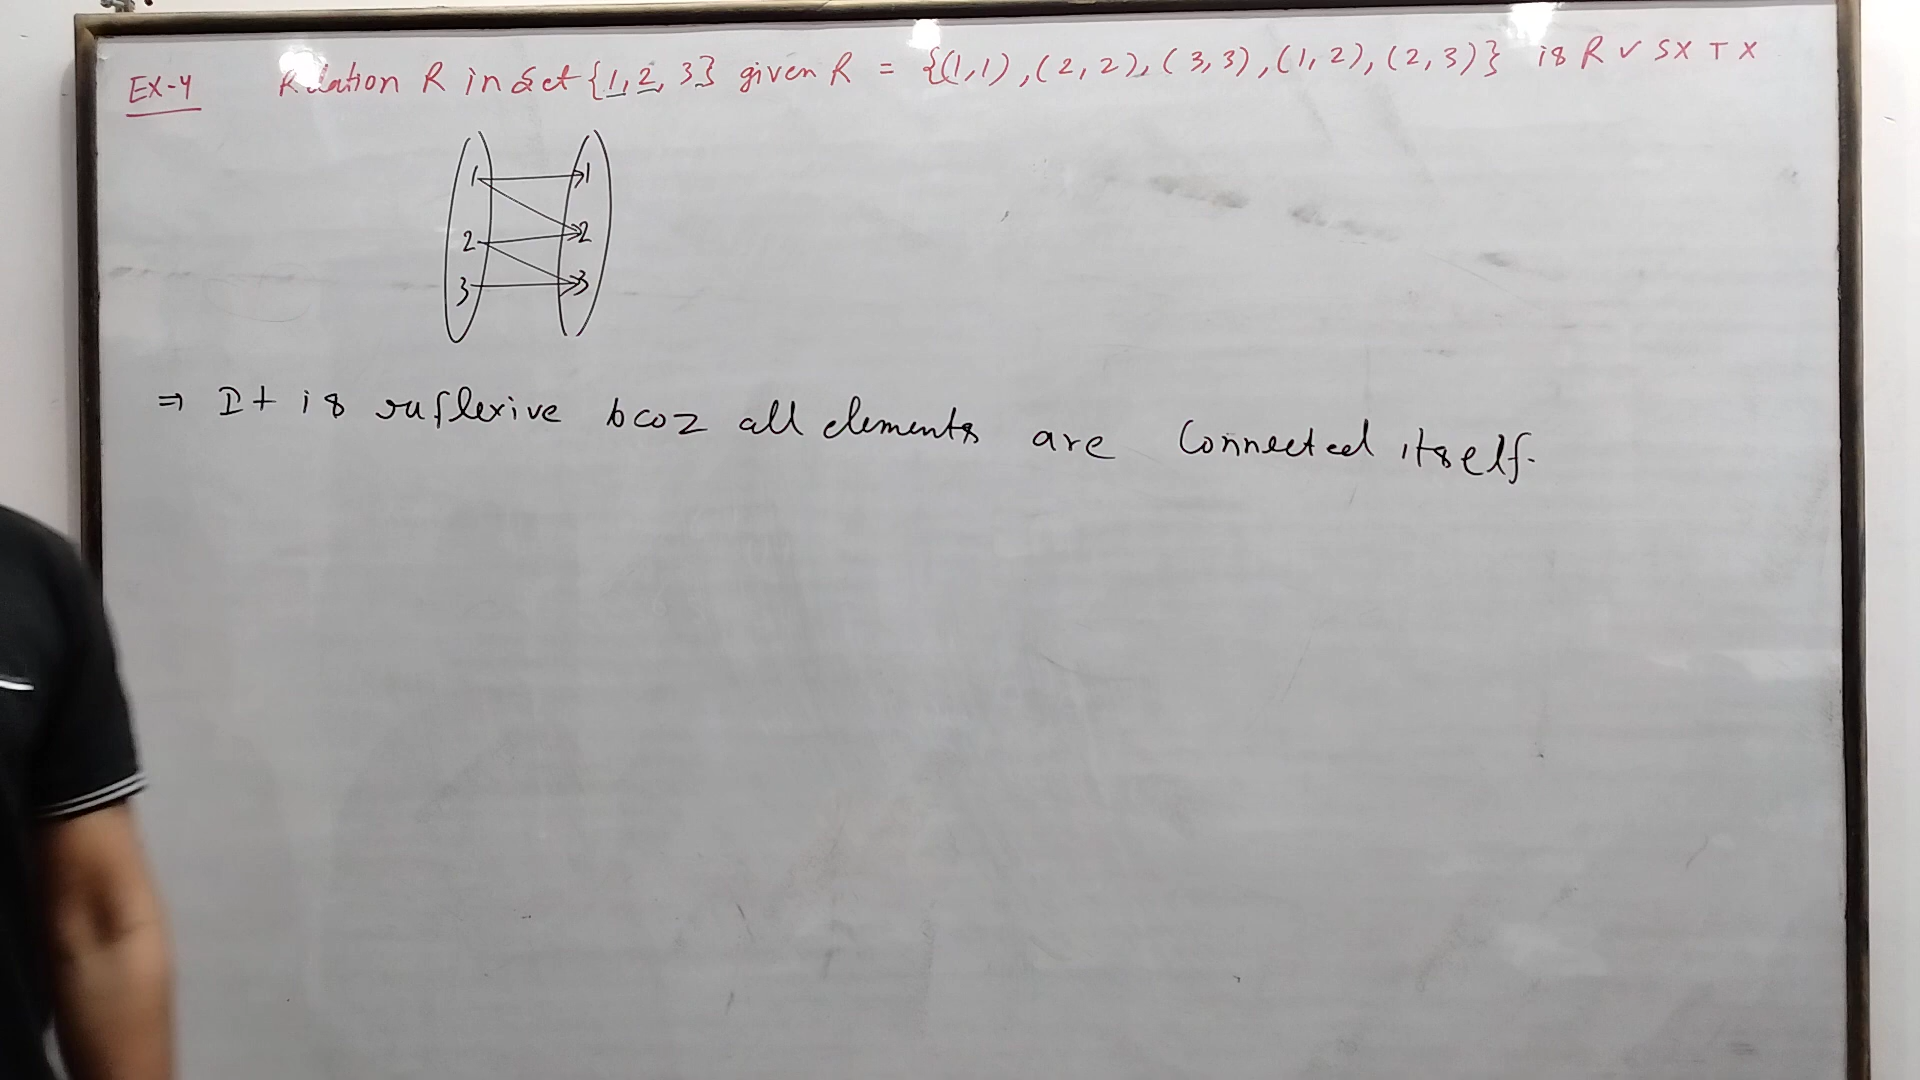 EX-4 Relation R in Set {1, 2, 3} given R = {(1,1), (2,2), (3,3), (1,2), (2,3)} is R ✓ S X T X
1 1
2 2
3 3
⇒ It is reflexive bcoz all elements are Connected itself.